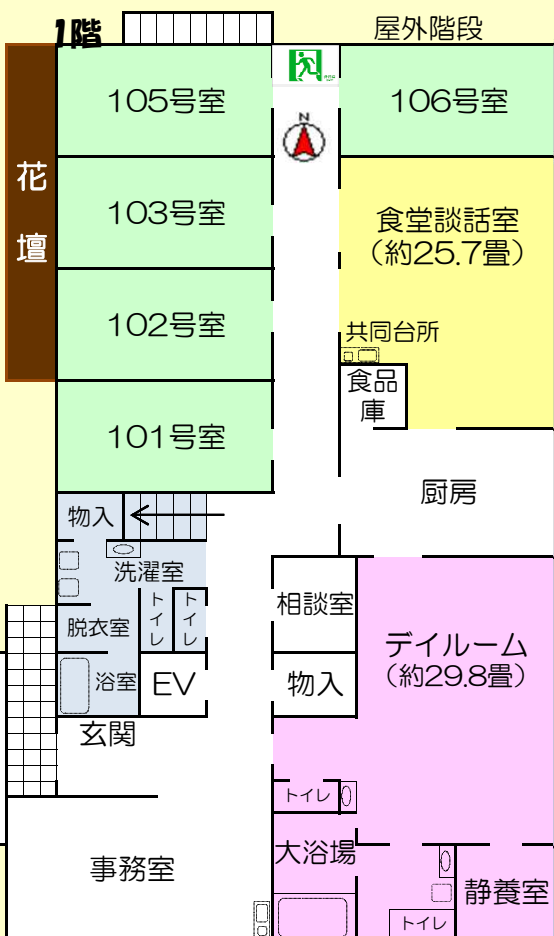 1階
屋外階段
105号室
106号室
N
花壇
103号室
食堂談話室
（約25.7畳）
102号室
共同台所
食品庫
101号室
厨房
物入
洗濯室
トイレ
トイレ
相談室
脱衣室
デイルーム
（約29.8畳）
浴室
EV
物入
玄関
トイレ
大浴場
事務室
静養室
トイレ